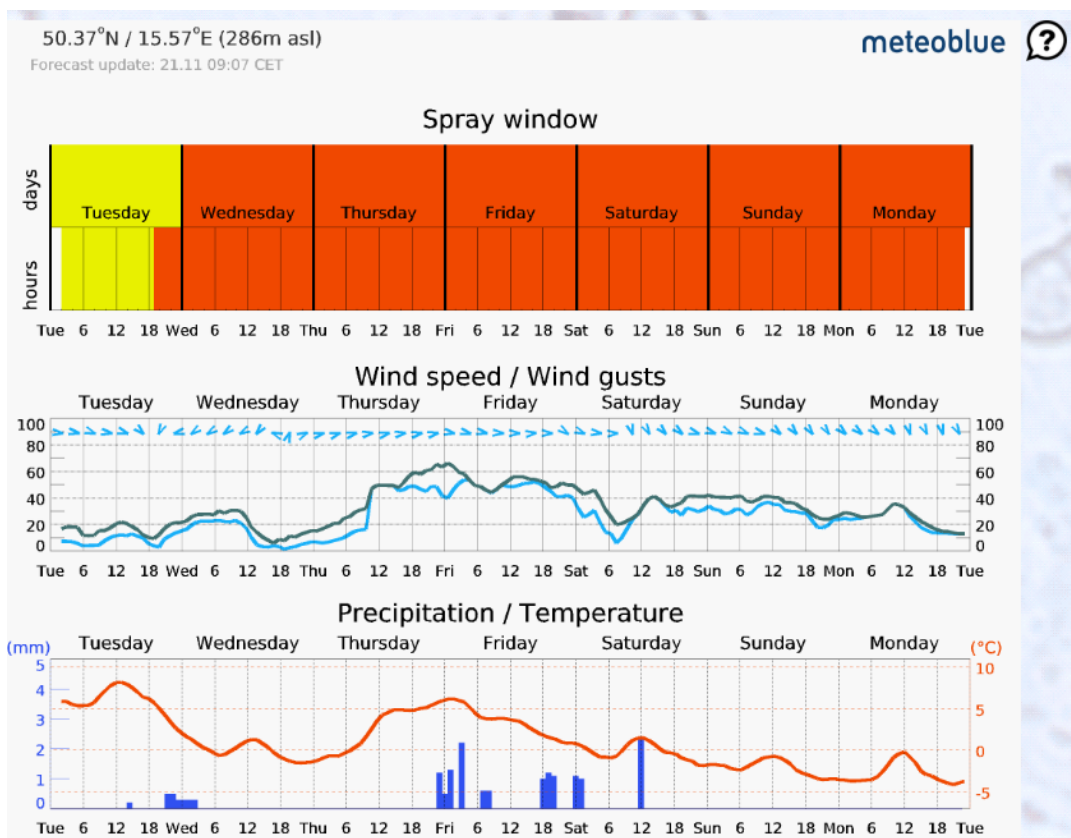 50.37°N / 15.57°E (286m asl)
meteoblue
?
Forecast update: 21.11 09:07 CET
Spray window
days
Tuesday Wednesday Thursday Friday Saturday Sunday Monday
hours
Tue 6 12 18 Wed 6 12 18 Thu 6 12 18 Fri 6 12 18 Sat 6 12 18 Sun 6 12 18 Mon 6 12 18 Tue
Wind speed / Wind gusts
Tuesday Wednesday Thursday Friday Saturday Sunday Monday
100 100
80 80
60 60
40 40
20 20
0 0
Tue 6 12 18 Wed 6 12 18 Thu 6 12 18 Fri 6 12 18 Sat 6 12 18 Sun 6 12 18 Mon 6 12 18 Tue
Precipitation / Temperature
(mm) Tuesday Wednesday Thursday Friday Saturday Sunday Monday (°C)
5 10
4
3 5
2 0
1
0 -5
Tue 6 12 18 Wed 6 12 18 Thu 6 12 18 Fri 6 12 18 Sat 6 12 18 Sun 6 12 18 Mon 6 12 18 Tue